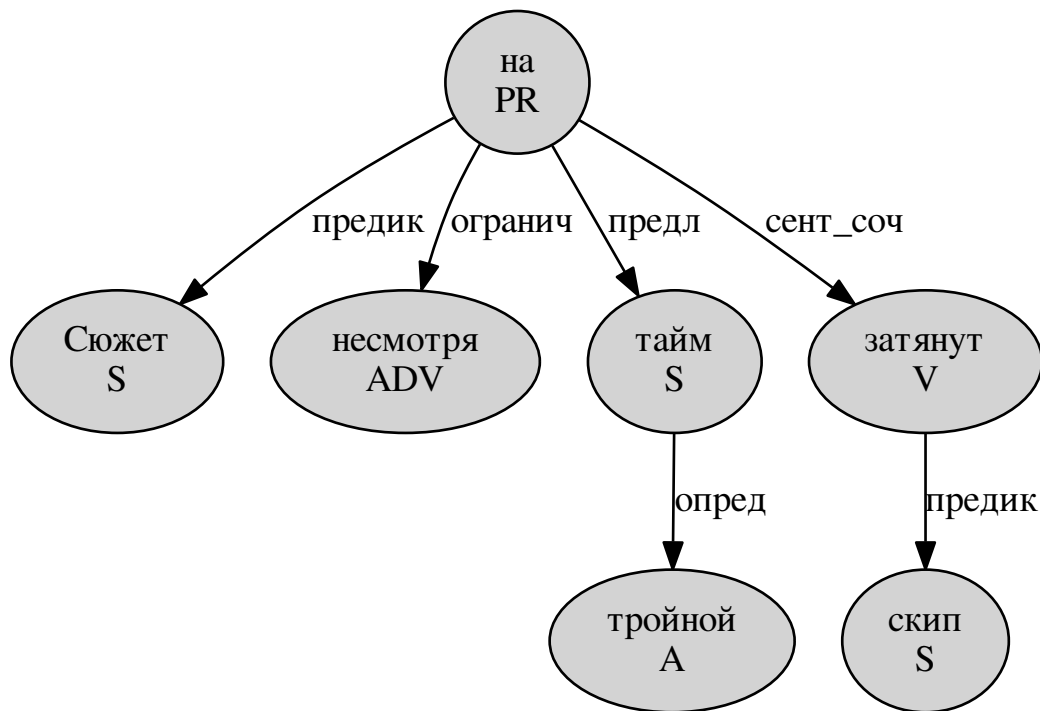 на
PR
предик
огранич
предл
сент_соч
Сюжет
S
несмотря
ADV
тайм
S
затянут
V
опред
предик
тройной
A
скип
S